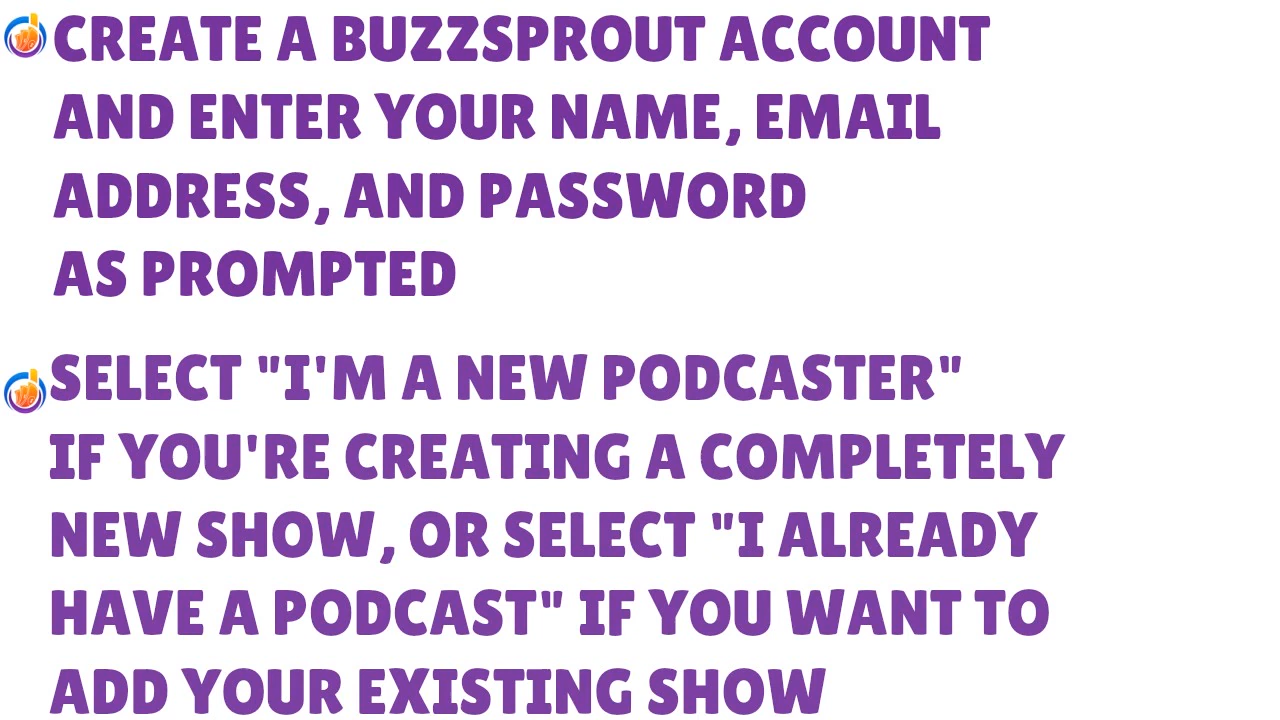 CREATE A BUZZSPROUT ACCOUNT
AND ENTER YOUR NAME, EMAIL
ADDRESS, AND PASSWORD
AS PROMPTED
SELECT "I'M A NEW PODCASTER"
IF YOU'RE CREATING A COMPLETELY
NEW SHOW, OR SELECT "I ALREADY
HAVE A PODCAST" IF YOU WANT TO
ADD YOUR EXISTING SHOW